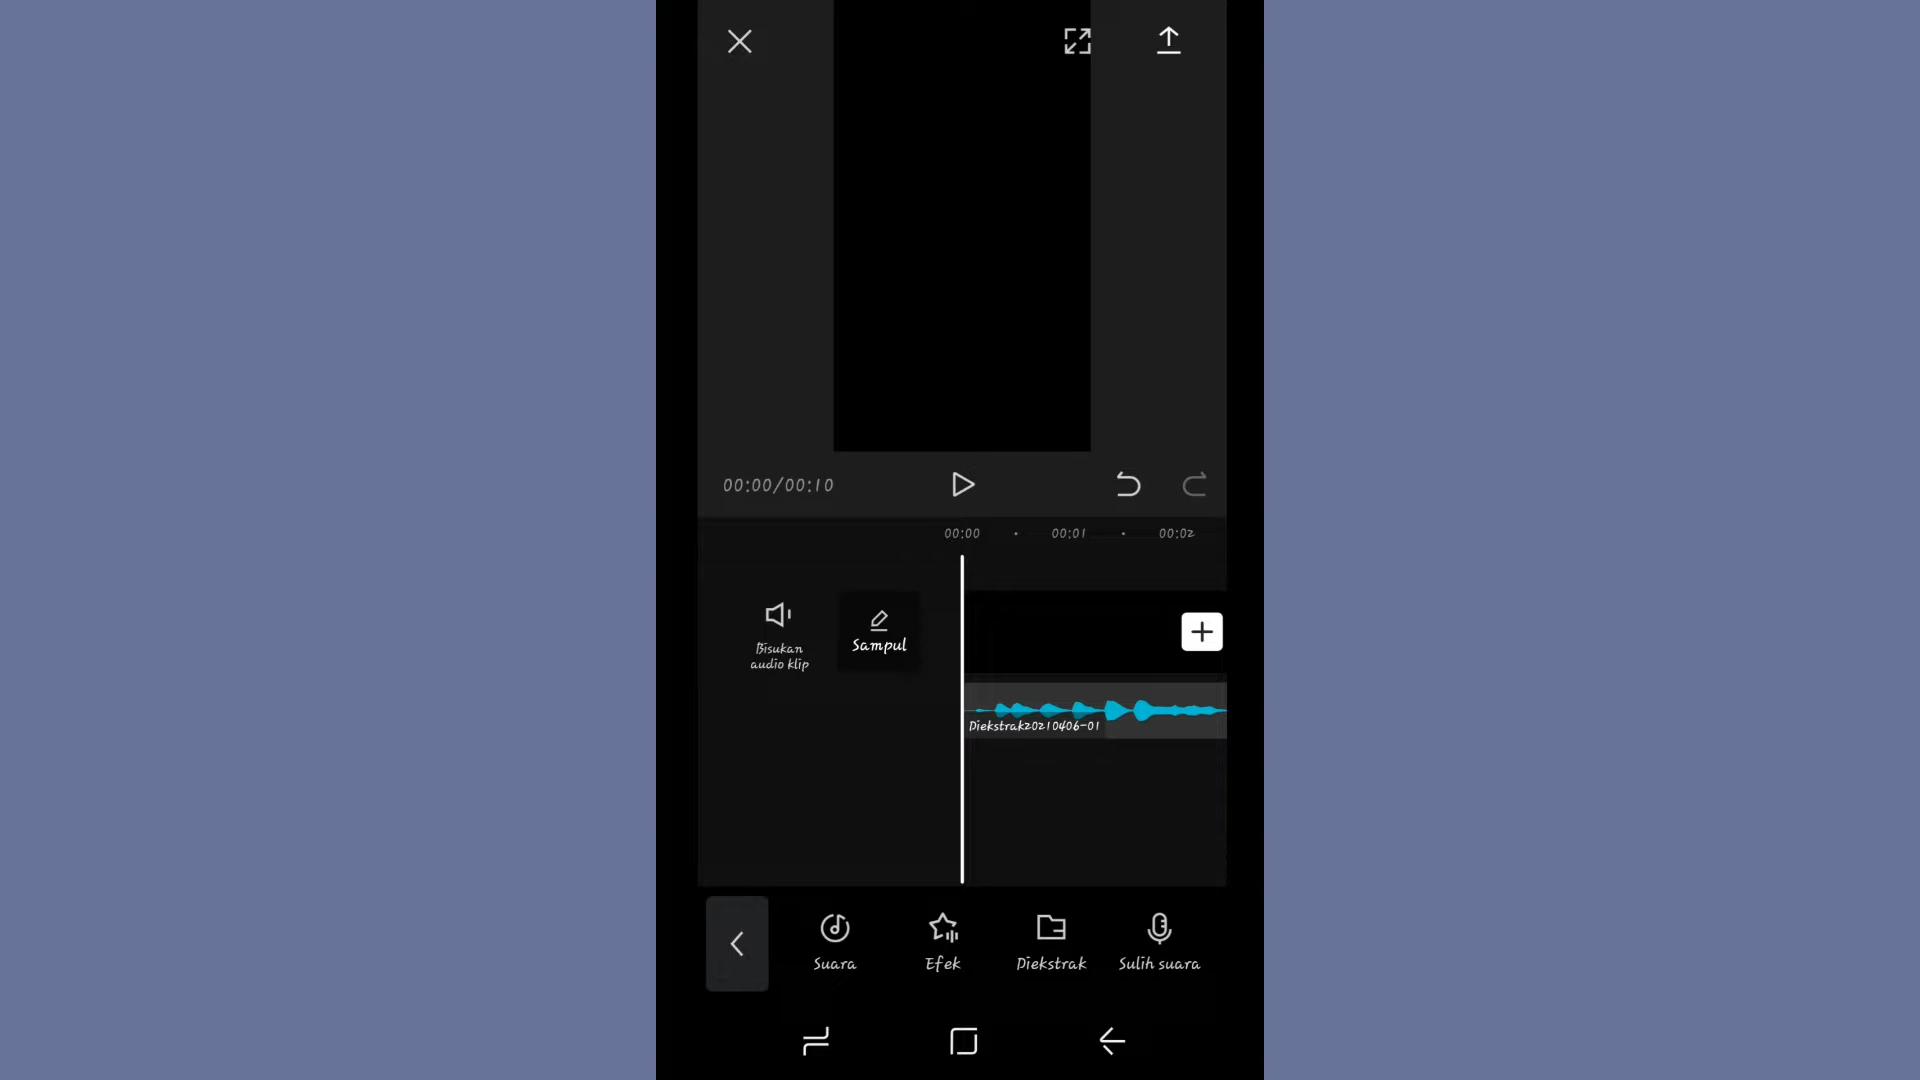 00:00/00:10
00:00 00:01 00:02
Bisukan
audio klip
Sampul
Diekstrak20210406-01
Suara
Efek
Diekstrak
Sulih suara